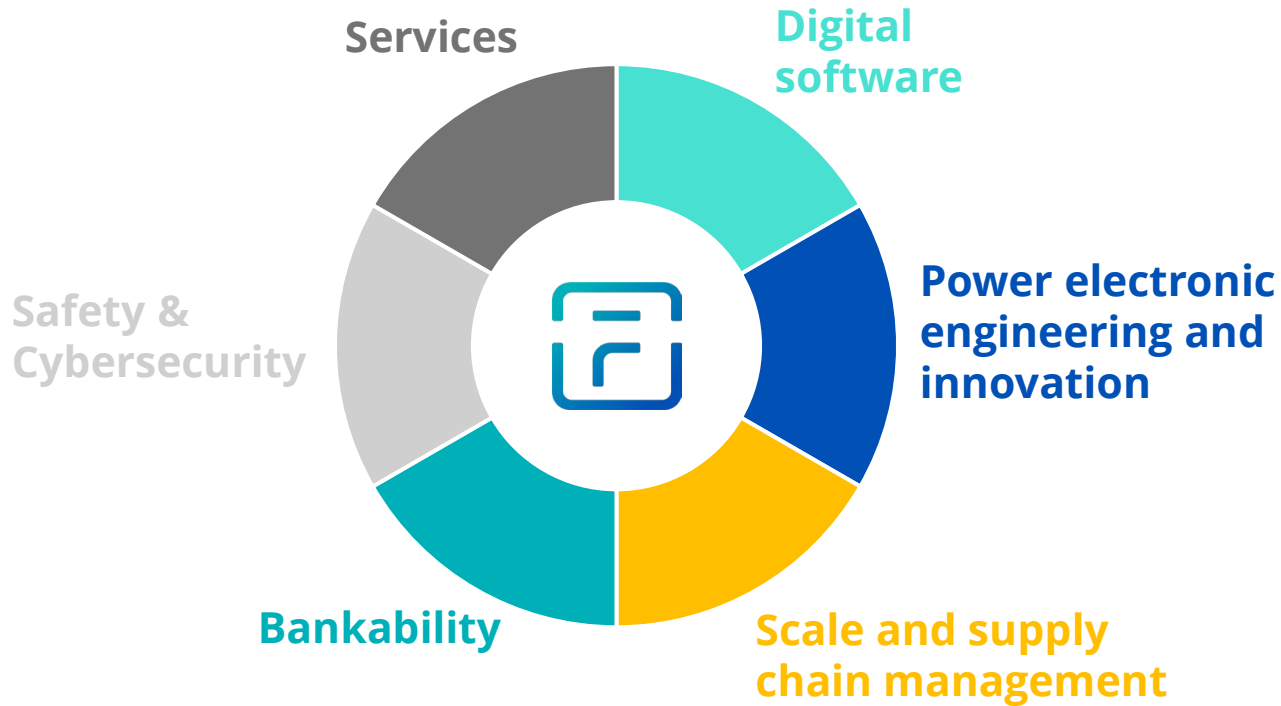 Services
Digital
software
Power electronic
engineering and
innovation
Safety &
Cybersecurity
Bankability
Scale and supply
chain management